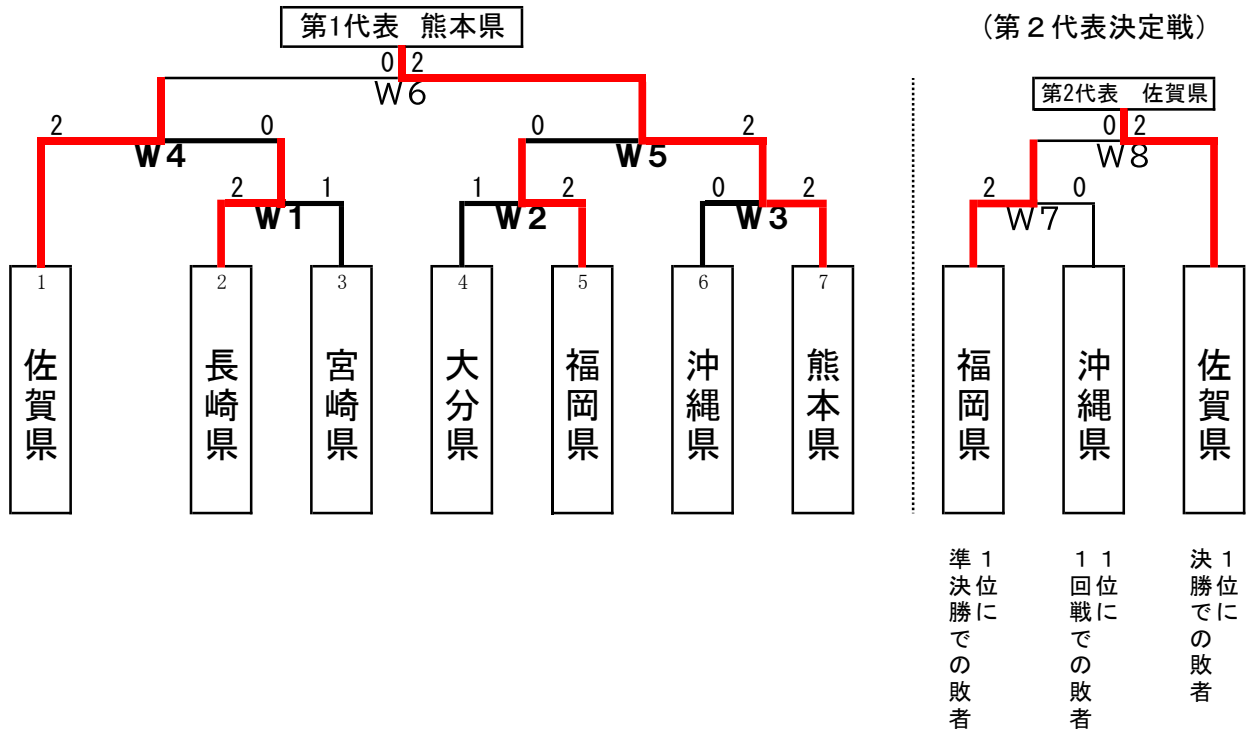 第1代表 熊本県
(第２代表決定戦)
0 2
W6
第2代表 佐賀県
2 0
W4
0 2
W5
0 2
W8
2 1
W1
1 2
W2
0 2
W3
2 0
W7
1
2
3
4
5
6
7
佐賀県
長崎県
宮崎県
大分県
福岡県
沖縄県
熊本県
福岡県
沖縄県
佐賀県
1位に
準決勝での敗者
1位に
1回戦での敗者
1位に
決勝での敗者